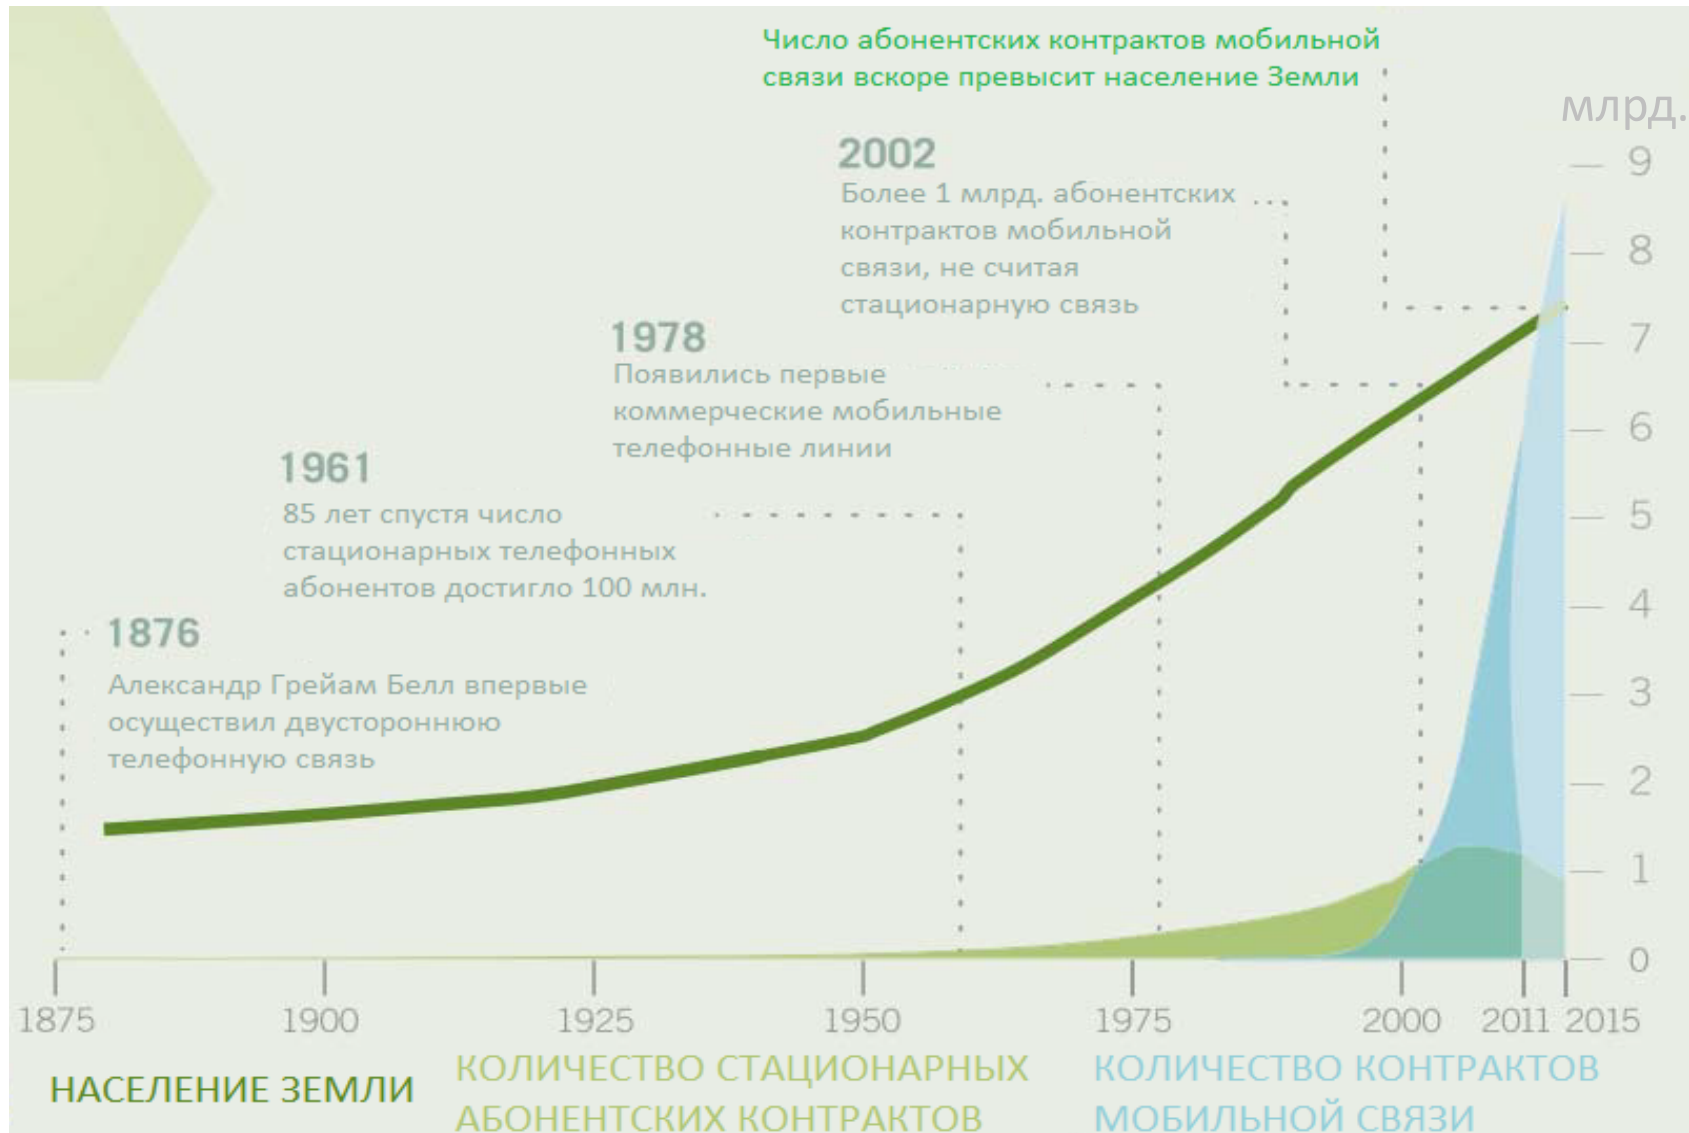 Число абонентских контрактов мобильной
связи вскоре превысит население Земли
млрд.
2002
Более 1 млрд. абонентских
контрактов мобильной
связи, не считая
стационарную связь
1978
Появились первые
коммерческие мобильные
телефонные линии
1961
85 лет спустя число
стационарных телефонных
абонентов достигло 100 млн.
1876
Александр Грейам Белл впервые
осуществил двустороннюю
телефонную связь
9
8
7
6
5
4
3
2
1
0
1875 1900 1925 1950 1975 2000 2011 2015
НАСЕЛЕНИЕ ЗЕМЛИ
КОЛИЧЕСТВО СТАЦИОНАРНЫХ
АБОНЕНТСКИХ КОНТРАКТОВ
КОЛИЧЕСТВО КОНТРАКТОВ
МОБИЛЬНОЙ СВЯЗИ